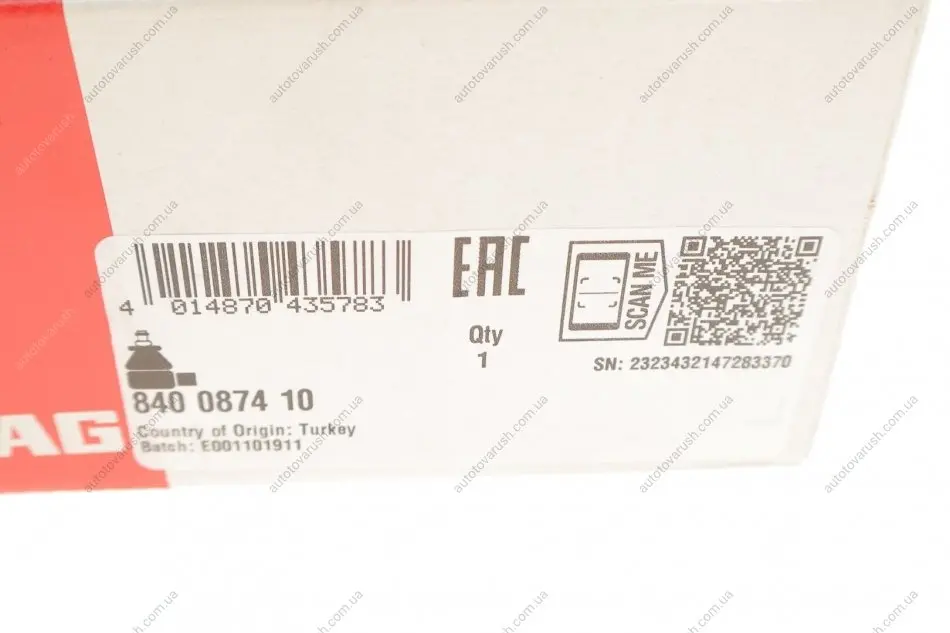 4 014870 435783
EAC
Qty
1
SCAN ME
SN: 2323432147283370
840 0874 10
Country of Origin: Turkey
Batch: E001101911
AG
autotovarush.com.ua